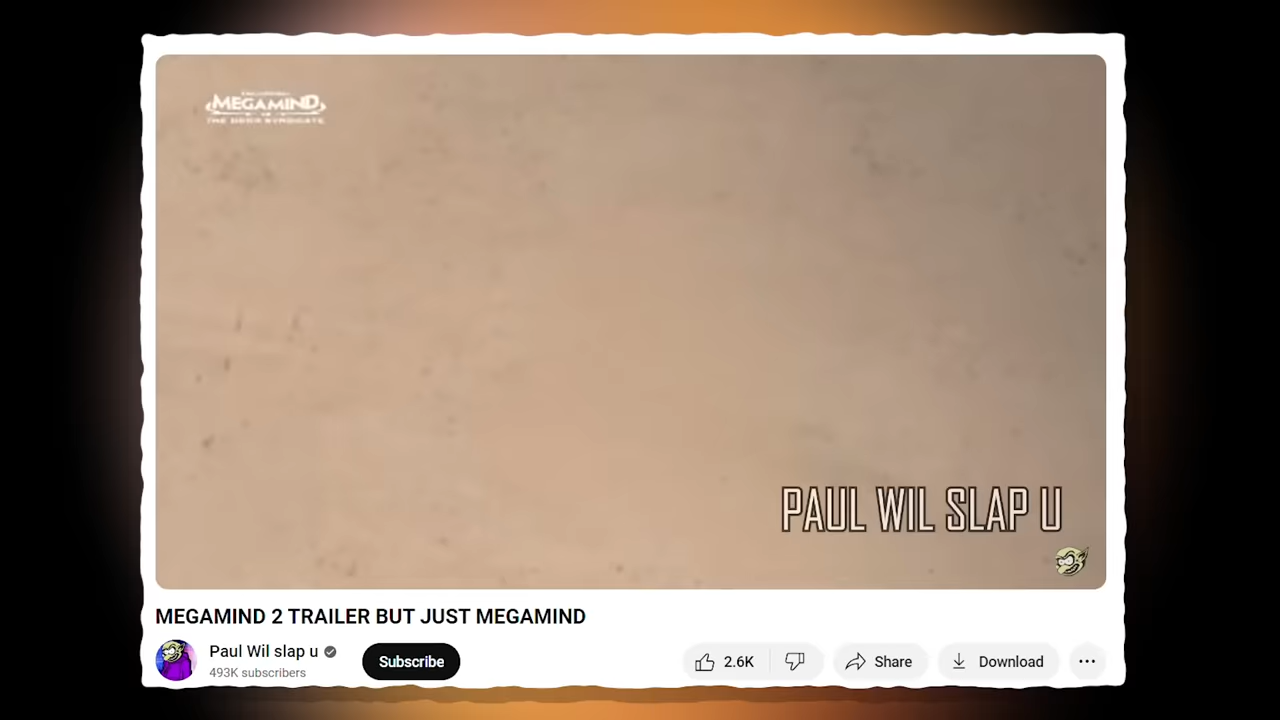 MEGAMIND
PAUL WIL SLAP U
MEGAMIND 2 TRAILER BUT JUST MEGAMIND
Paul Wil slap u
493K subscribers
Subscribe
2.6K
Share
Download